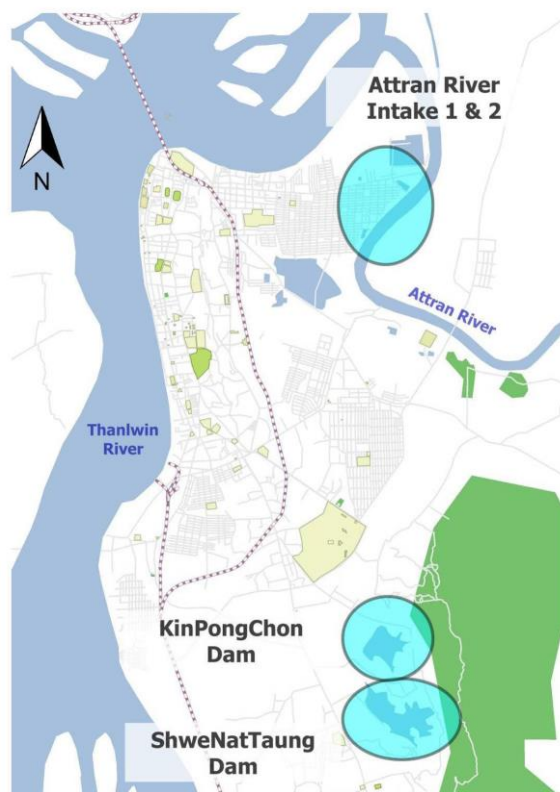 Attran River
Intake 1 & 2
N
Attran River
Thanlwin
River
KinPongChon
Dam
ShweNatTaung
Dam